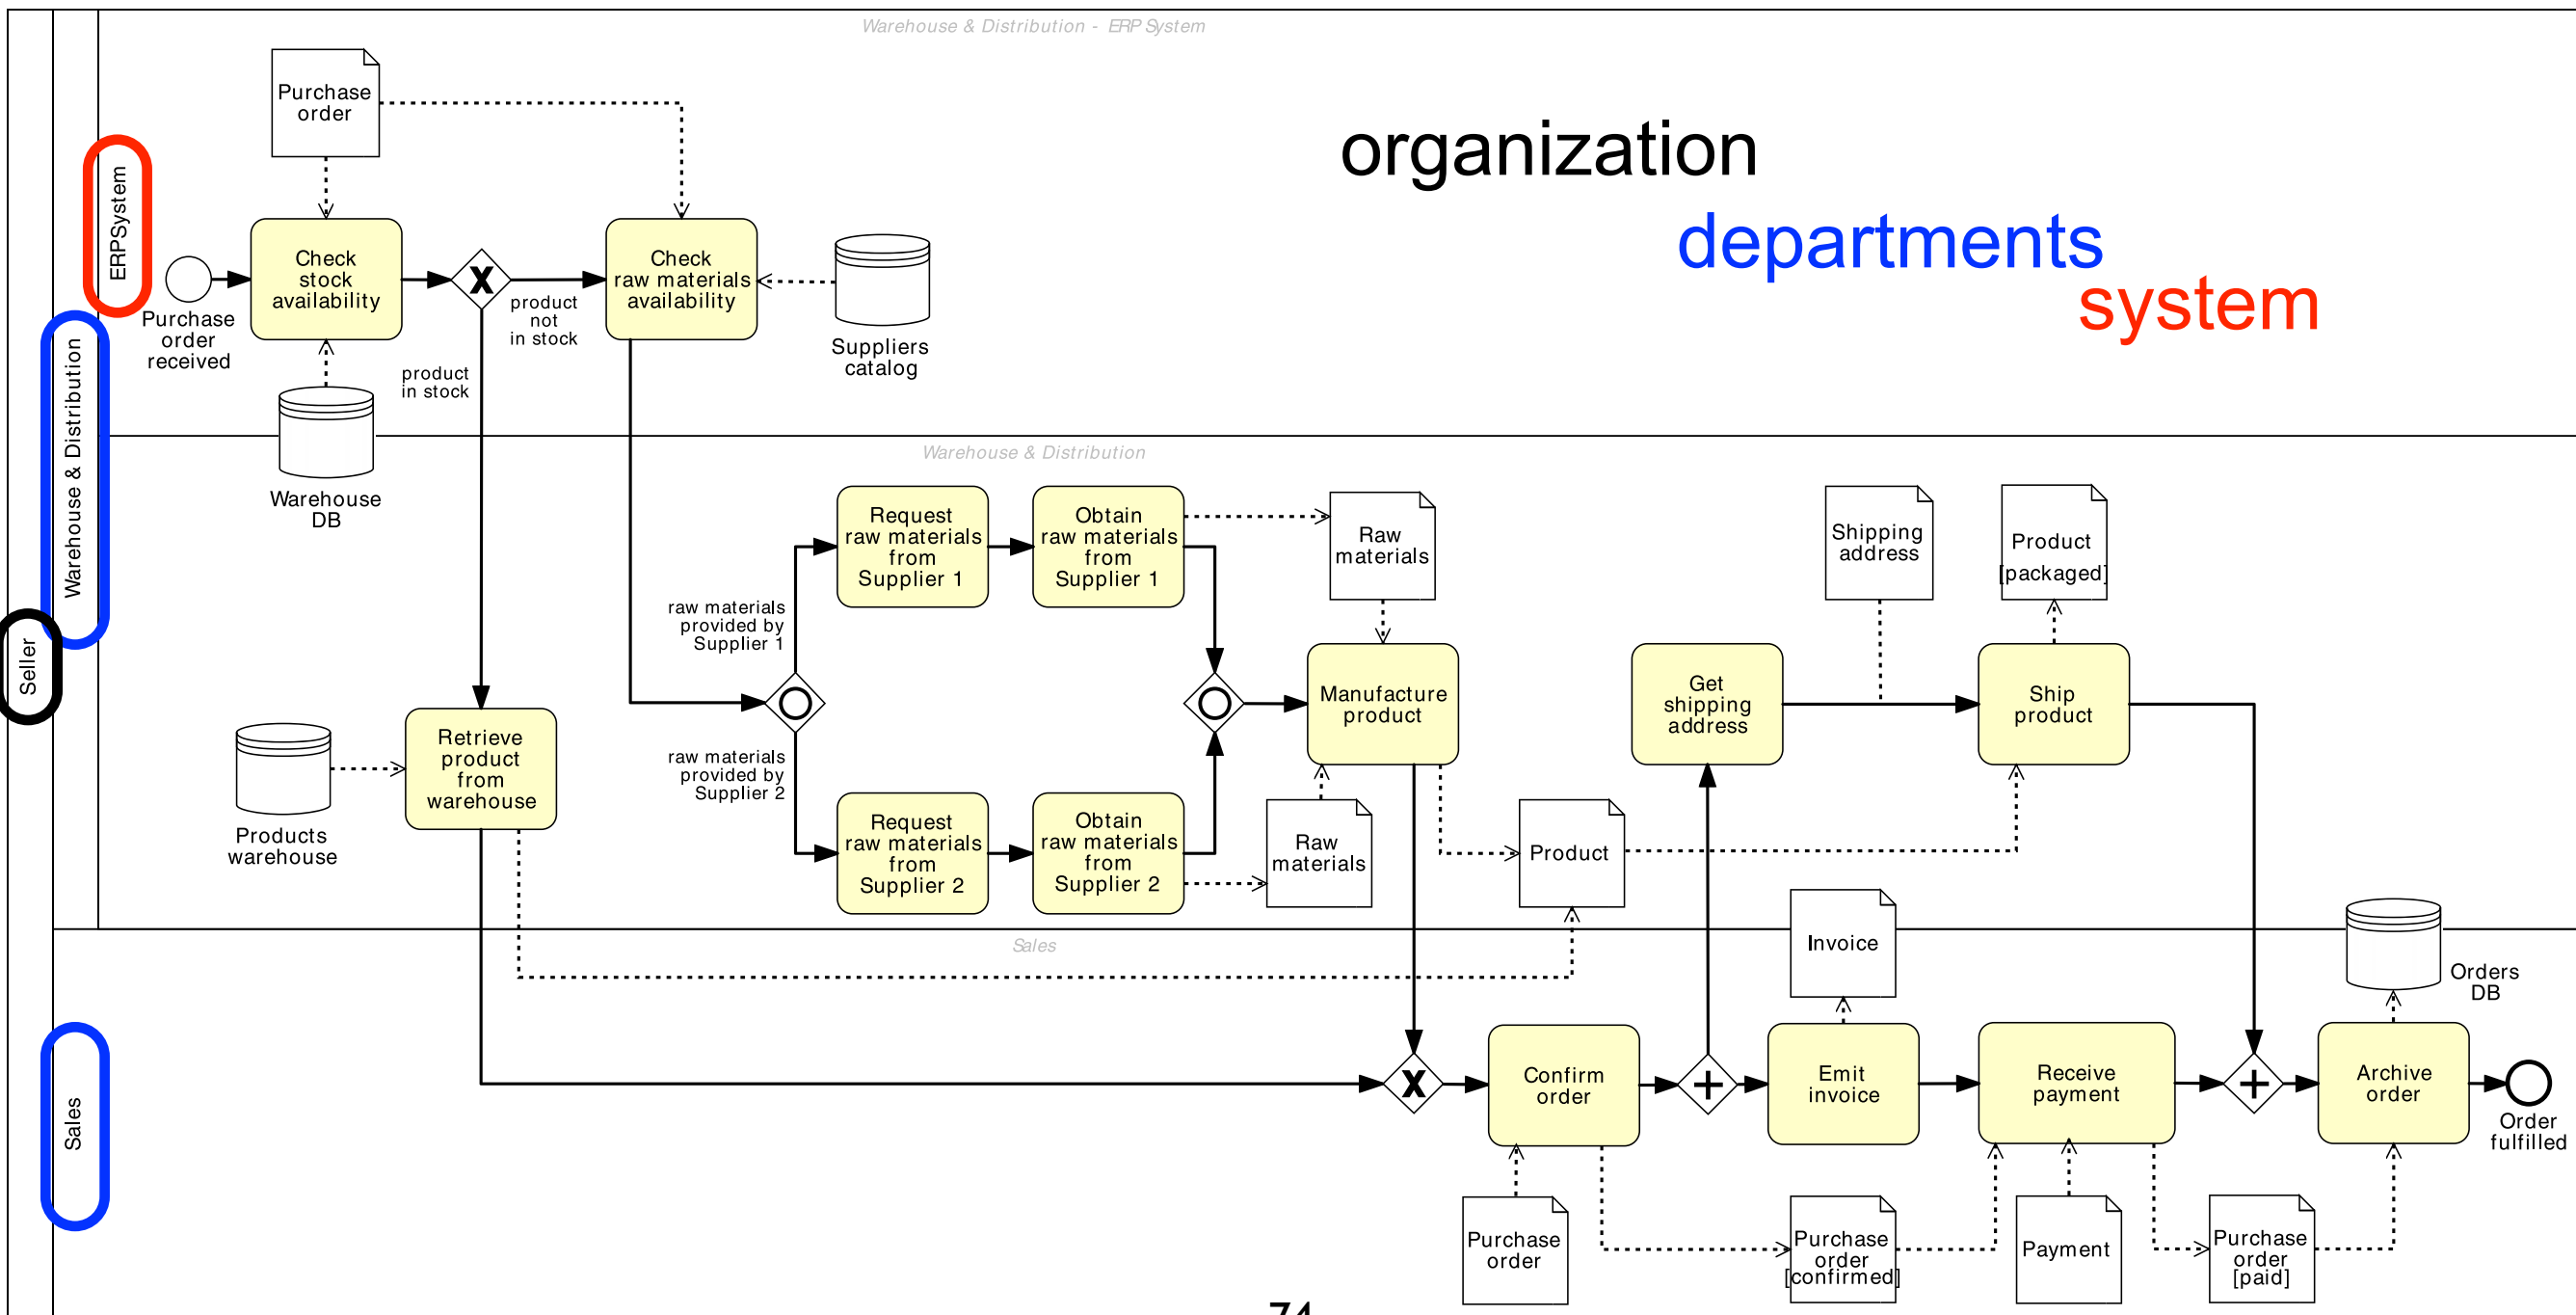 Warehouse & Distribution - ERP System
organization
departments
system
ERPSystem
Warehouse & Distribution
Seller
Sales
Purchase
order
Purchase
order
received
Check
stock
availability
X
product
not
in stock
product
in stock
Check
raw materials
availability
Suppliers
catalog
Warehouse
DB
Warehouse & Distribution
Request
raw materials
from
Supplier 1
Obtain
raw materials
from
Supplier 1
Raw
materials
Shipping
address
Product
[packaged]
raw materials
provided by
Supplier 1
raw materials
provided by
Supplier 2
Manufacture
product
Get
shipping
address
Ship
product
Retrieve
product
from
warehouse
Products
warehouse
Request
raw materials
from
Supplier 2
Obtain
raw materials
from
Supplier 2
Raw
materials
Product
Sales
Invoice
Orders
DB
X
Confirm
order
Emit
invoice
Receive
payment
Archive
order
Order
fulfilled
Purchase
order
Purchase
order
[confirmed]
Payment
Purchase
order
[paid]
74